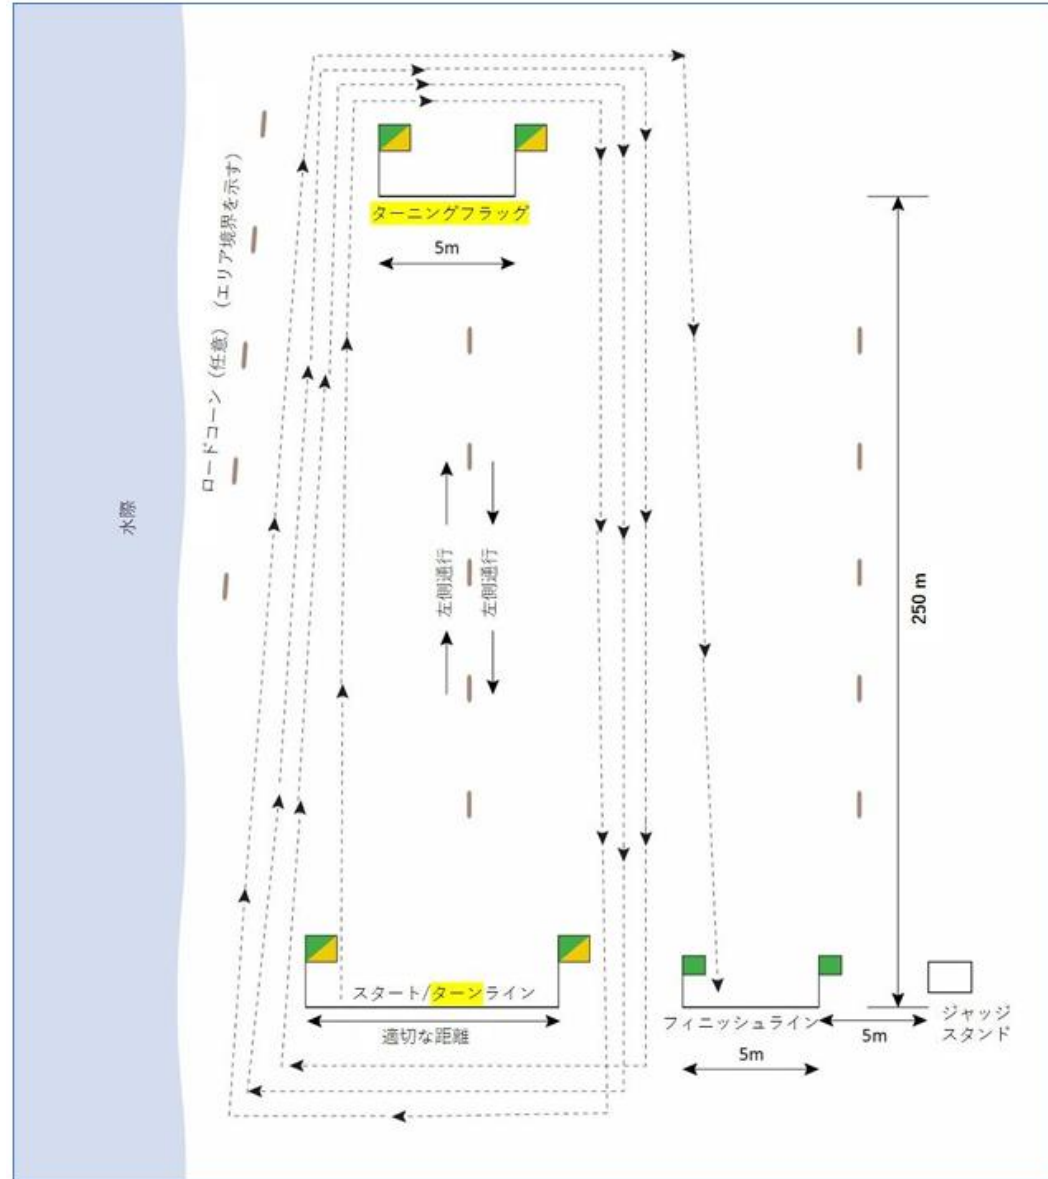 ターニングフラッグ
5m
ロードコーン（任意）（エリア境界を示す）
水際
左側通行
左側通行
250 m
スタート/ターンライン
適切な距離
フィニッシュライン
5m
5m
ジャッジ
スタンド